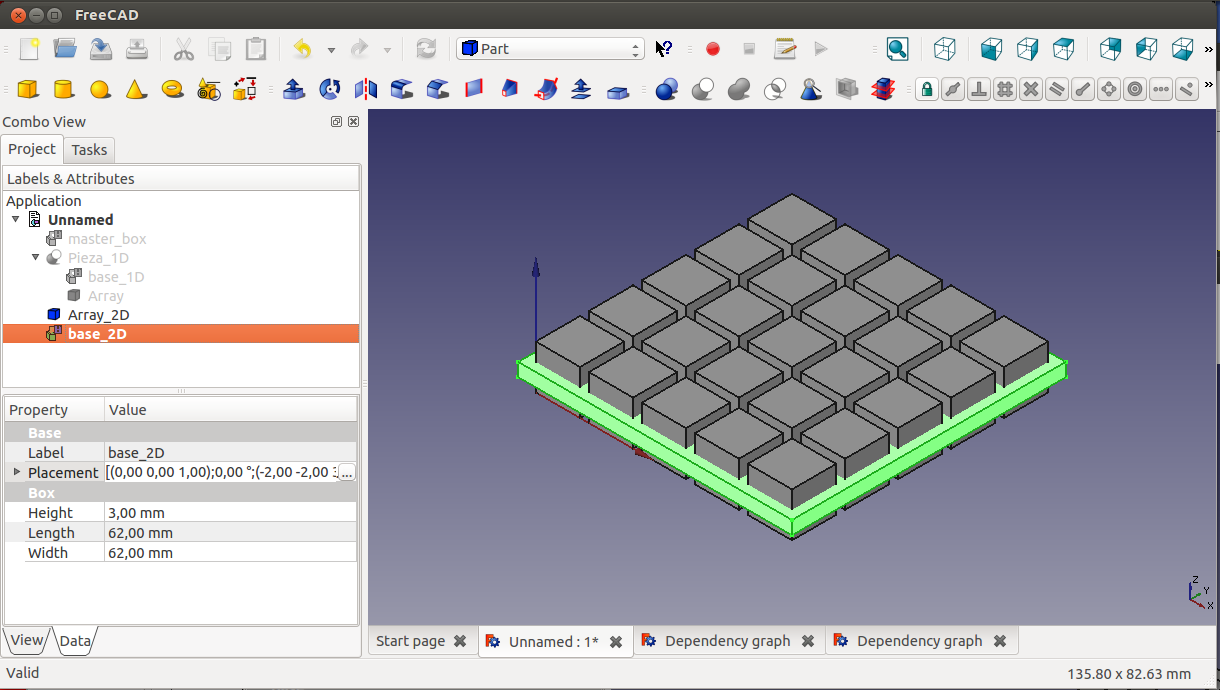 FreeCAD
Part
Combo View
Project Tasks
Labels & Attributes
Application
Unnamed
master_box
Pieza_1D
base_1D
Array
Array_2D
base_2D
Property Value
Base
Label base_2D
Placement [(0,00 0,00 1,00);0,00 °;(-2,00 -2,00 3 ...
Box
Height 3,00 mm
Length 62,00 mm
Width 62,00 mm
View Data
Z
Y
X
Start page Unnamed : 1* Dependency graph Dependency graph
Valid 135.80 x 82.63 mm